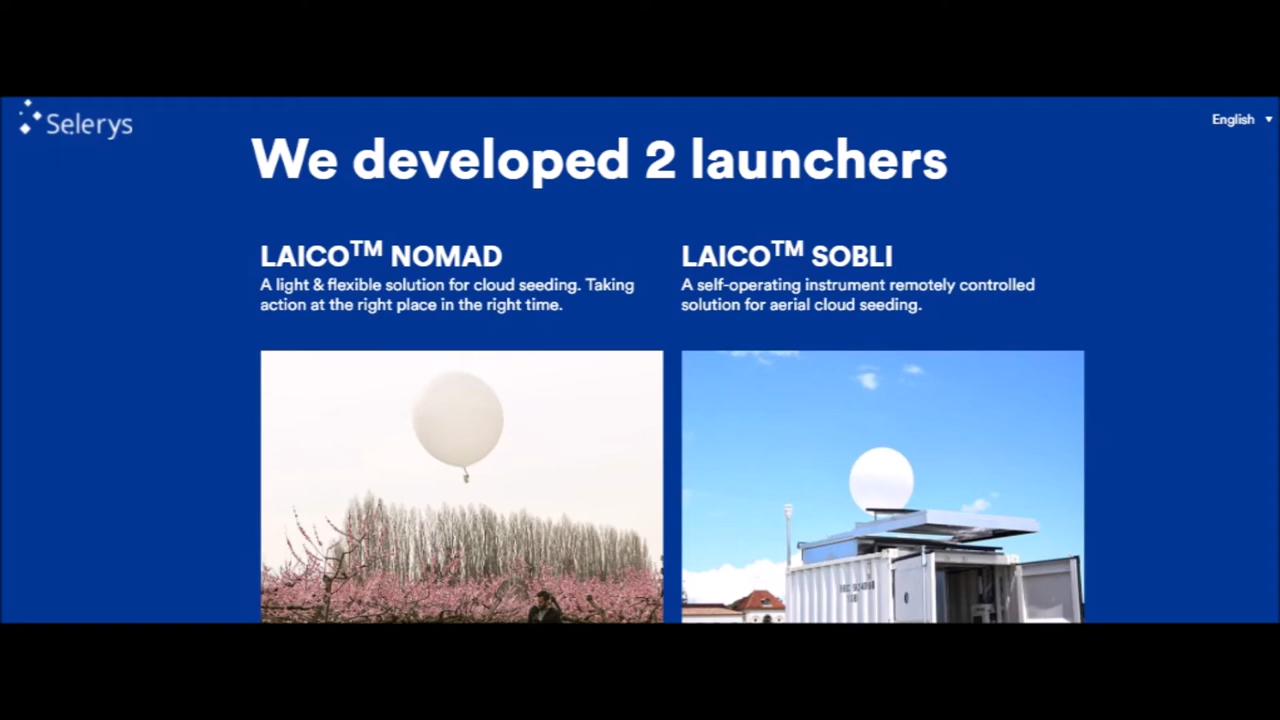 Selerys
English
We developed 2 launchers
LAICO™ NOMAD
A light & flexible solution for cloud seeding. Taking
action at the right place in the right time.
LAICO™ SOBLI
A self-operating instrument remotely controlled
solution for aerial cloud seeding.